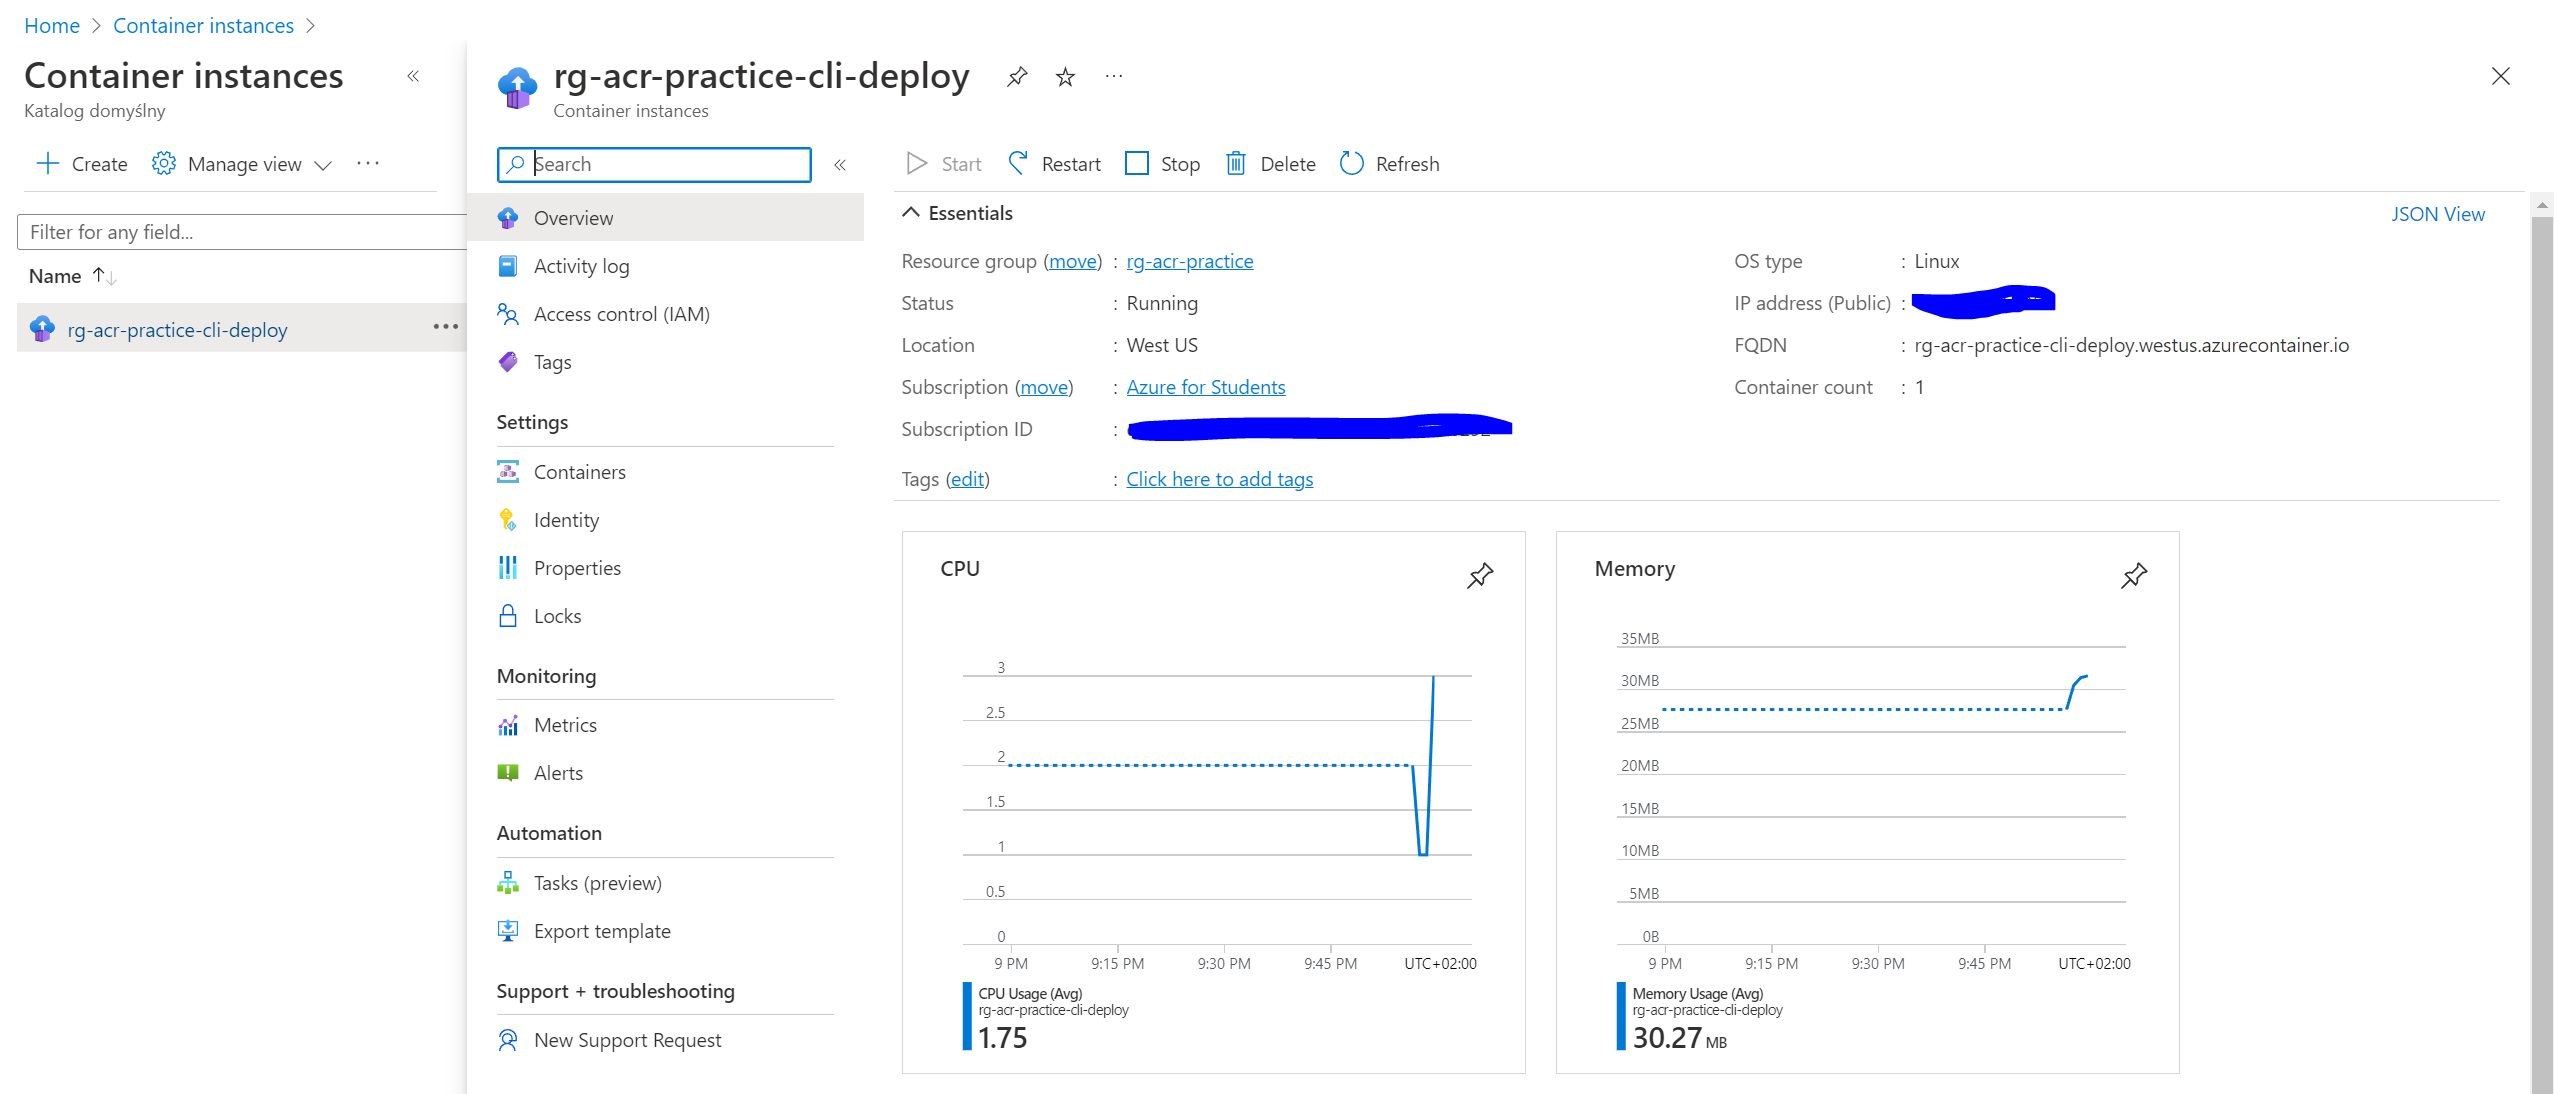 Home > Container instances >
Container instances
Katalog domyślny
Create
Manage view
Filter for any field...
Name
rg-acr-practice-cli-deploy
rg-acr-practice-cli-deploy
Container instances
Search
Overview
Activity log
Access control (IAM)
Tags
Settings
Containers
Identity
Properties
Locks
Monitoring
Metrics
Alerts
Automation
Tasks (preview)
Export template
Support + troubleshooting
New Support Request
Start
Restart
Stop
Delete
Refresh
Essentials
JSON View
Resource group (move) : rg-acr-practice
Status : Running
Location : West US
Subscription (move) : Azure for Students
Subscription ID :
Tags (edit) : Click here to add tags
OS type : Linux
IP address (Public) :
FQDN : rg-acr-practice-cli-deploy.westus.azurecontainer.io
Container count : 1
CPU
3
2.5
2
1.5
1
0.5
0
9 PM 9:15 PM 9:30 PM 9:45 PM UTC+02:00
CPU Usage (Avg)
rg-acr-practice-cli-deploy
1.75
Memory
35MB
30MB
25MB
20MB
15MB
10MB
5MB
0B
9 PM 9:15 PM 9:30 PM 9:45 PM UTC+02:00
Memory Usage (Avg)
rg-acr-practice-cli-deploy
30.27 MB